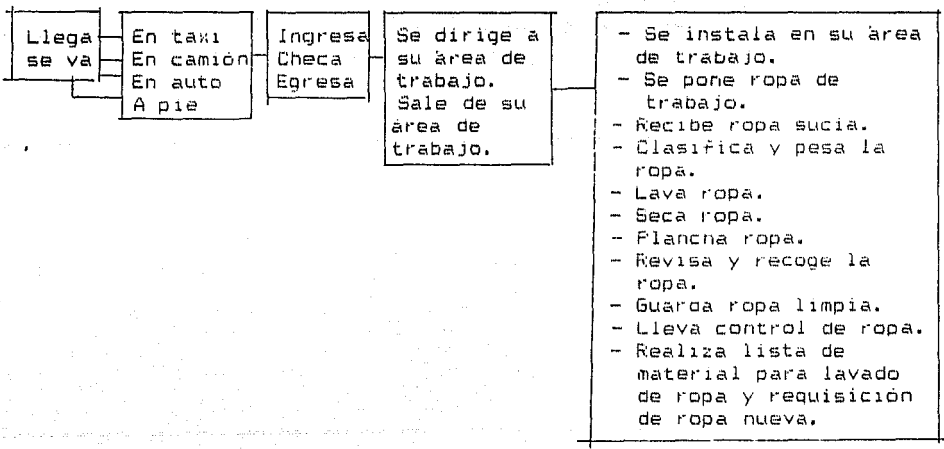 Llega
se va
En taxi
En camión
En auto
A pie
Ingresa
Checa
Egresa
Se dirige a
su área de
trabajo.
Sale de su
área de
trabajo.
- Se instala en su área
de trabajo.
- Se pone ropa de
trabajo.
- Recibe ropa sucia.
- Clasifica y pesa la
ropa.
- Lava ropa.
- Seca ropa.
- Plancha ropa.
- Revisa y recoge la
ropa.
- Guarda ropa limpia.
- Lleva control de ropa.
- Realiza lista de
material para lavado
de ropa y requisición
de ropa nueva.